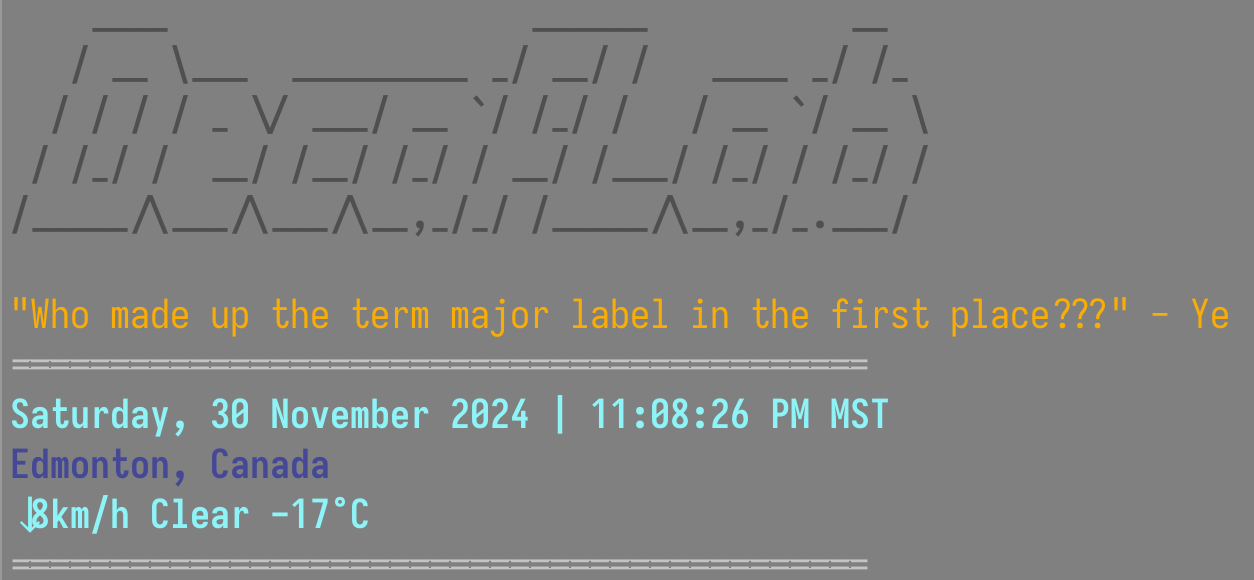 DecafLab
"Who made up the term major label in the first place???" - Ye
Saturday, 30 November 2024 | 11:08:26 PM MST
Edmonton, Canada
↓8km/h Clear -17°C